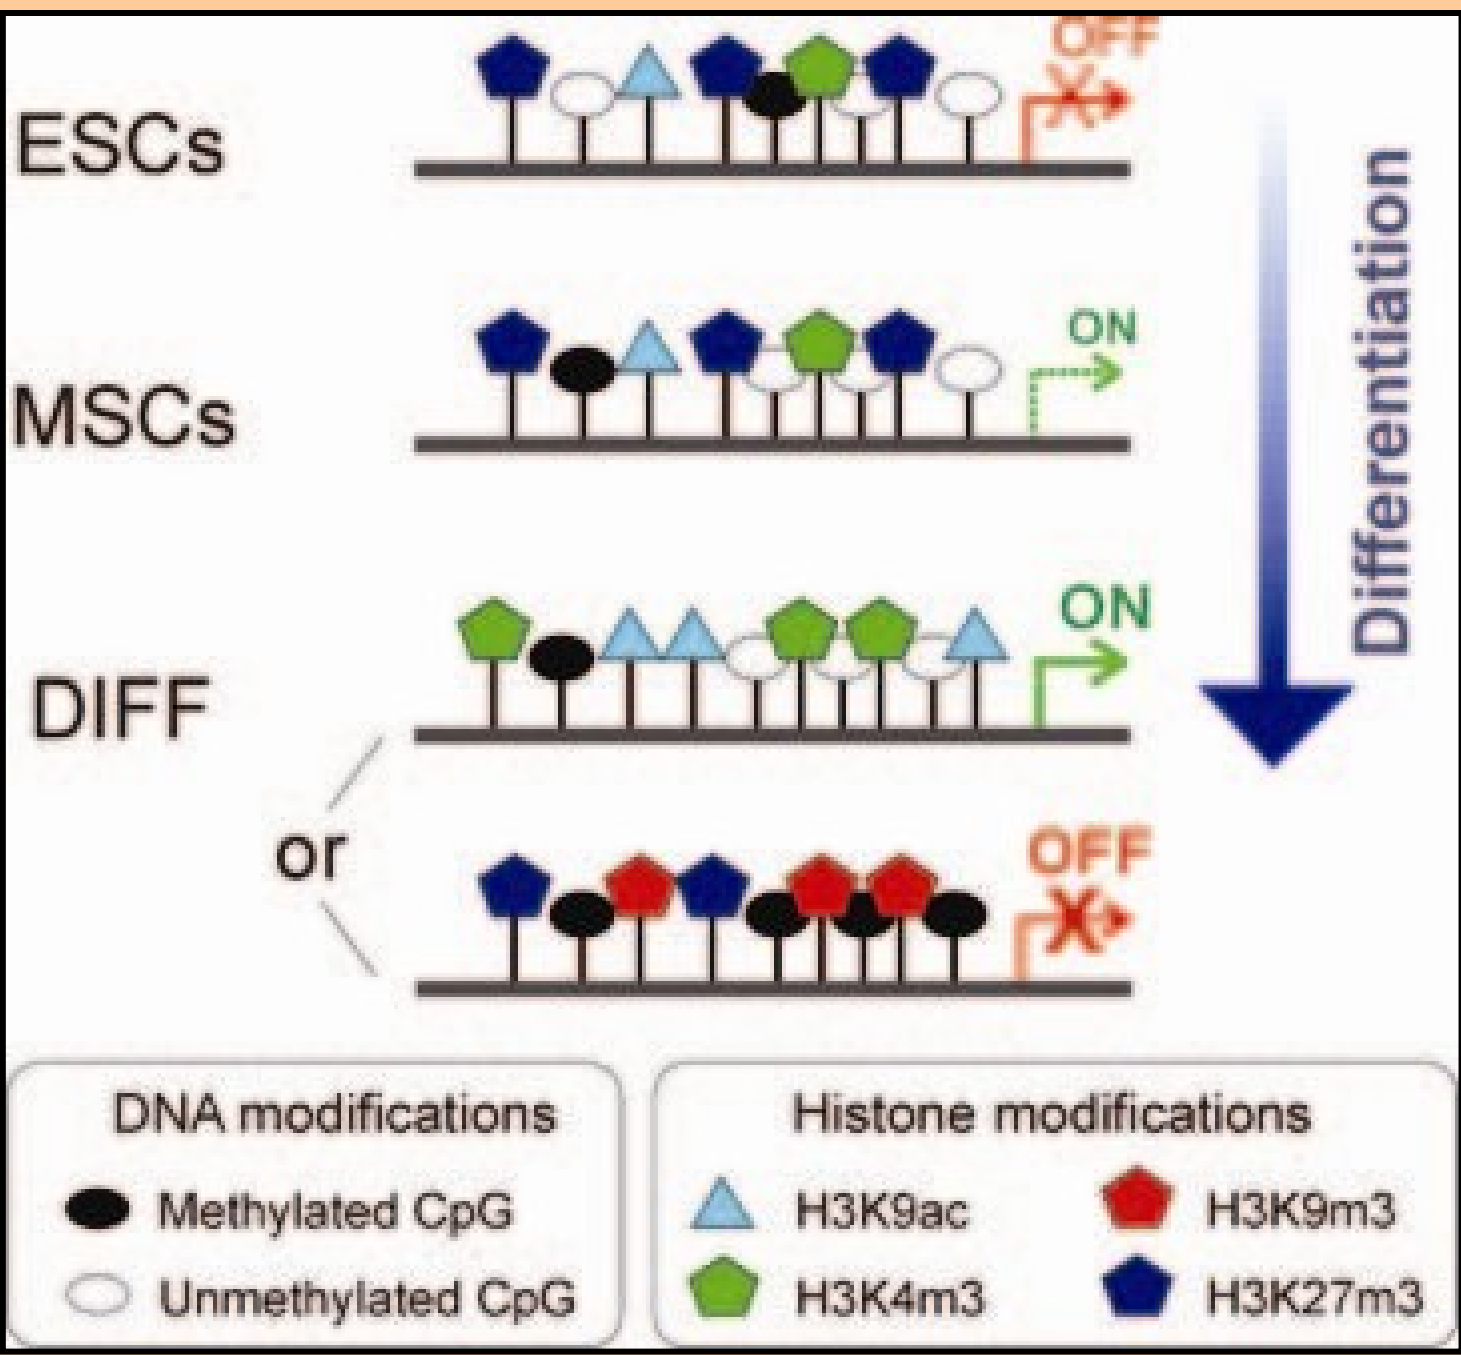 OFF
ESCs
Differentiation
ON
MSCs
ON
DIFF
or
OFF
DNA modifications
Methylated CpG
Unmethylated CpG
Histone modifications
H3K9ac
H3K9m3
H3K4m3
H3K27m3